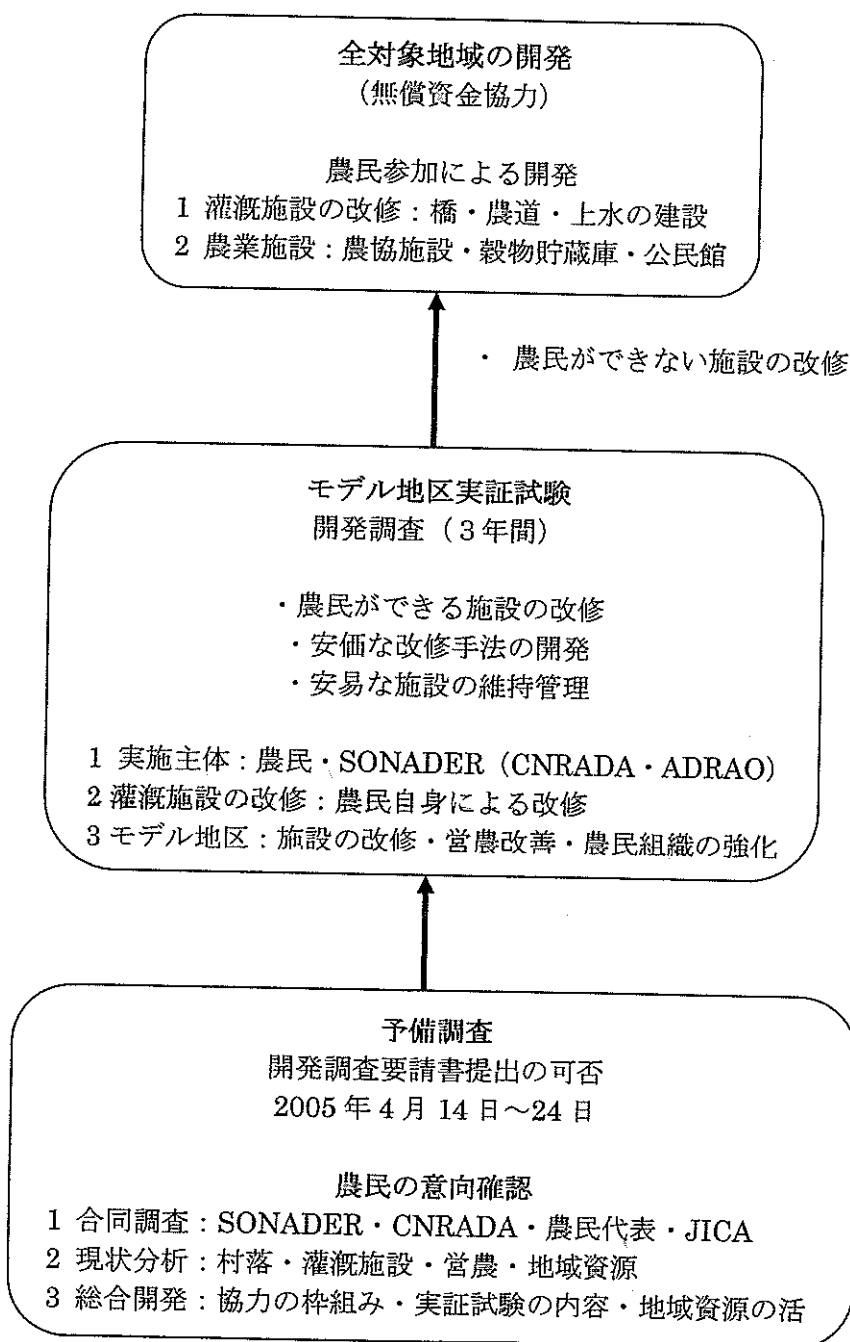 全対象地域の開発
(無償資金協力)
農民参加による開発
1 灌漑施設の改修：橋・農道・上水の建設
2 農業施設：農協施設・穀物貯蔵庫・公民館
・ 農民ができない施設の改修
モデル地区実証試験
開発調査（3年間）
・農民ができる施設の改修
・安価な改修手法の開発
・安易な施設の維持管理
1 実施主体：農民・SONADER（CNRADA・ADRAO）
2 灌漑施設の改修：農民自身による改修
3 モデル地区：施設の改修・営農改善・農民組織の強化
予備調査
開発調査要請書提出の可否
2005年4月14日～24日
農民の意向確認
1 合同調査：SONADER・CNRADA・農民代表・JICA
2 現状分析：村落・灌漑施設・営農・地域資源
3 総合開発：協力の枠組み・実証試験の内容・地域資源の活